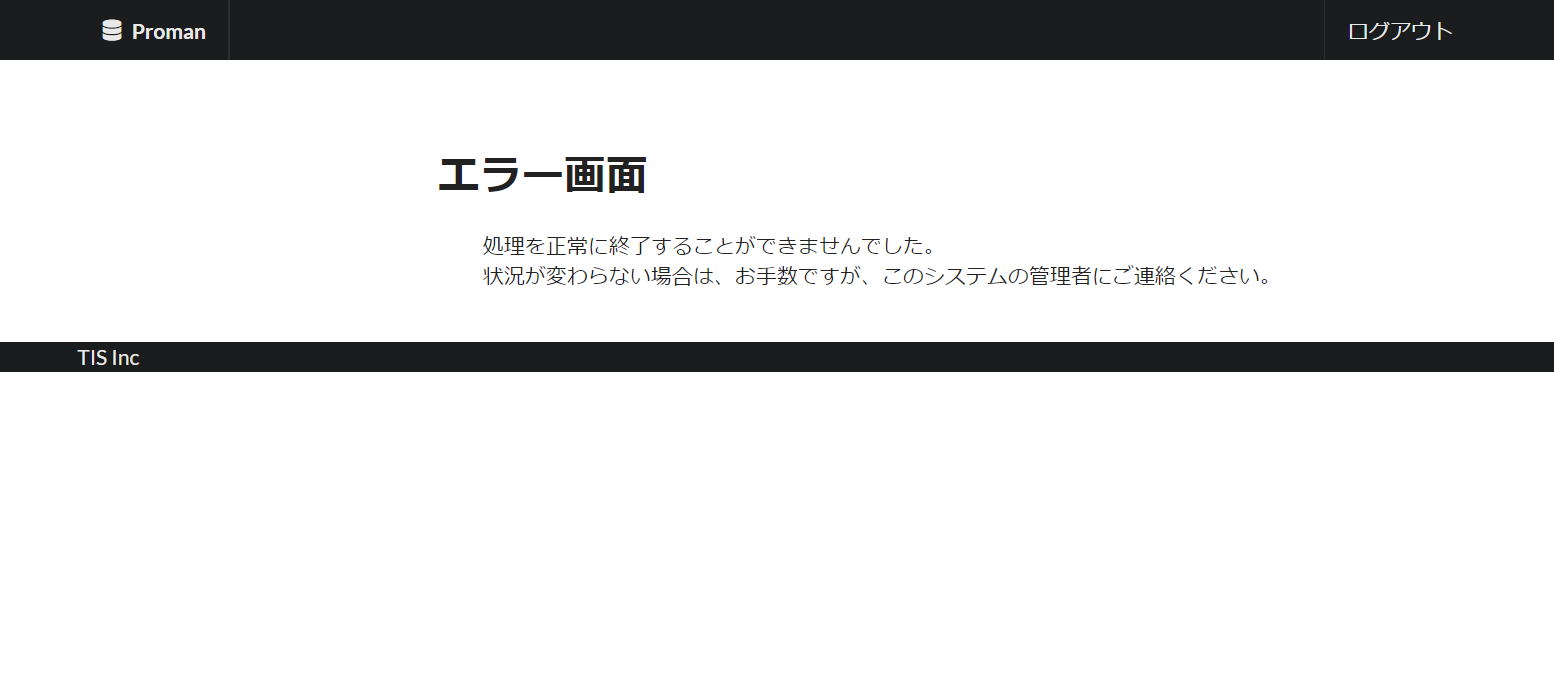 Proman
ログアウト
エラー画面
処理を正常に終了することができませんでした。
状況が変わらない場合は、お手数ですが、このシステムの管理者にご連絡ください。
TIS Inc